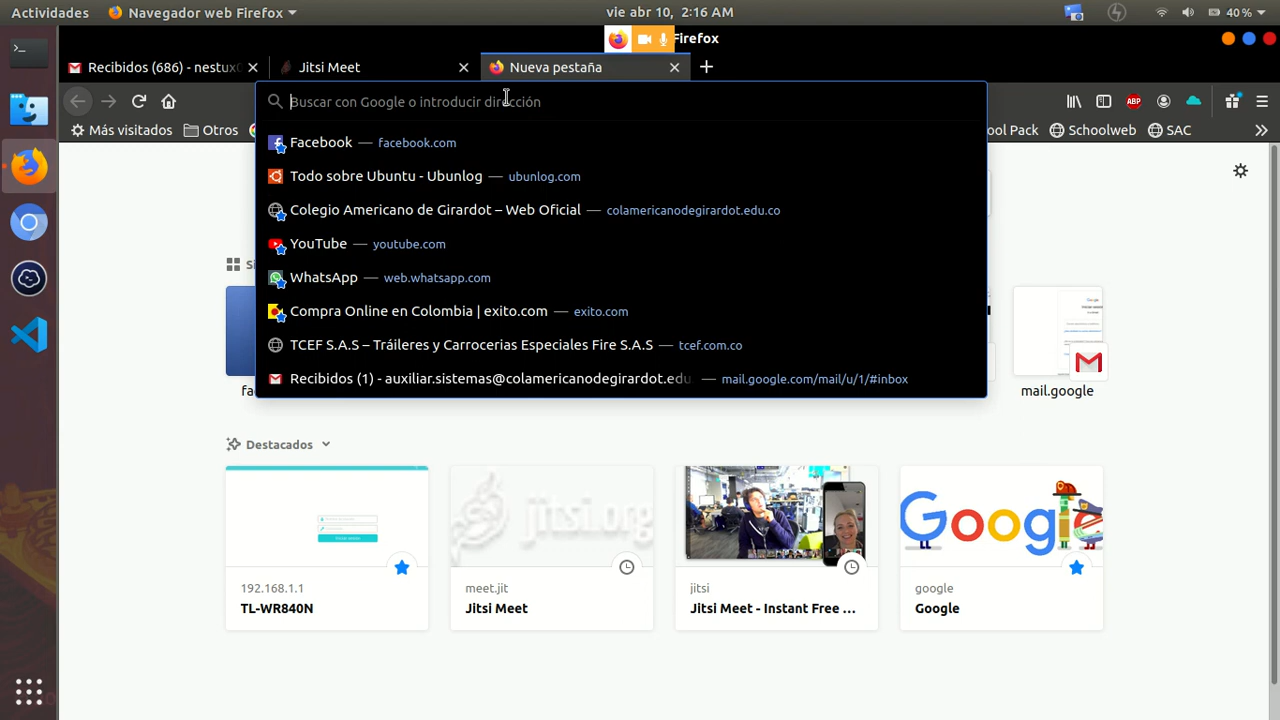 Actividades
Navegador web Firefox
vie abr 10, 2:16 AM
40 %
Firefox
Recibidos (686) - nestux
Jitsi Meet
Nueva pestaña
Buscar con Google o introducir dirección
ABP
Más visitados
Otros
ool Pack
Schoolweb
SAC
Facebook — facebook.com
Todo sobre Ubuntu - Ubunlog — ubunlog.com
Colegio Americano de Girardot – Web Oficial — colamericanodegirardot.edu.co
YouTube — youtube.com
WhatsApp — web.whatsapp.com
Compra Online en Colombia | exito.com — exito.com
TCEF S.A.S – Tráileres y Carrocerias Especiales Fire S.A.S — tcef.com.co
Recibidos (1) - auxiliar.sistemas@colamericanodegirardot.edu — mail.google.com/mail/u/1/#inbox
mail.google
Destacados
jitsi.org
Google
192.168.1.1
TL-WR840N
meet.jit
Jitsi Meet
jitsi
Jitsi Meet - Instant Free ...
google
Google